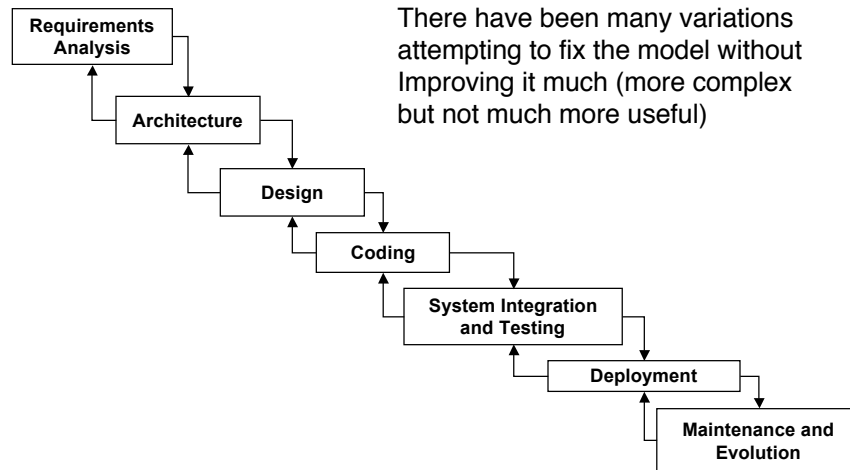 There have been many variations
attempting to fix the model without
Improving it much (more complex
but not much more useful)
Requirements
Analysis
Architecture
Design
Coding
System Integration
and Testing
Deployment
Maintenance and
Evolution